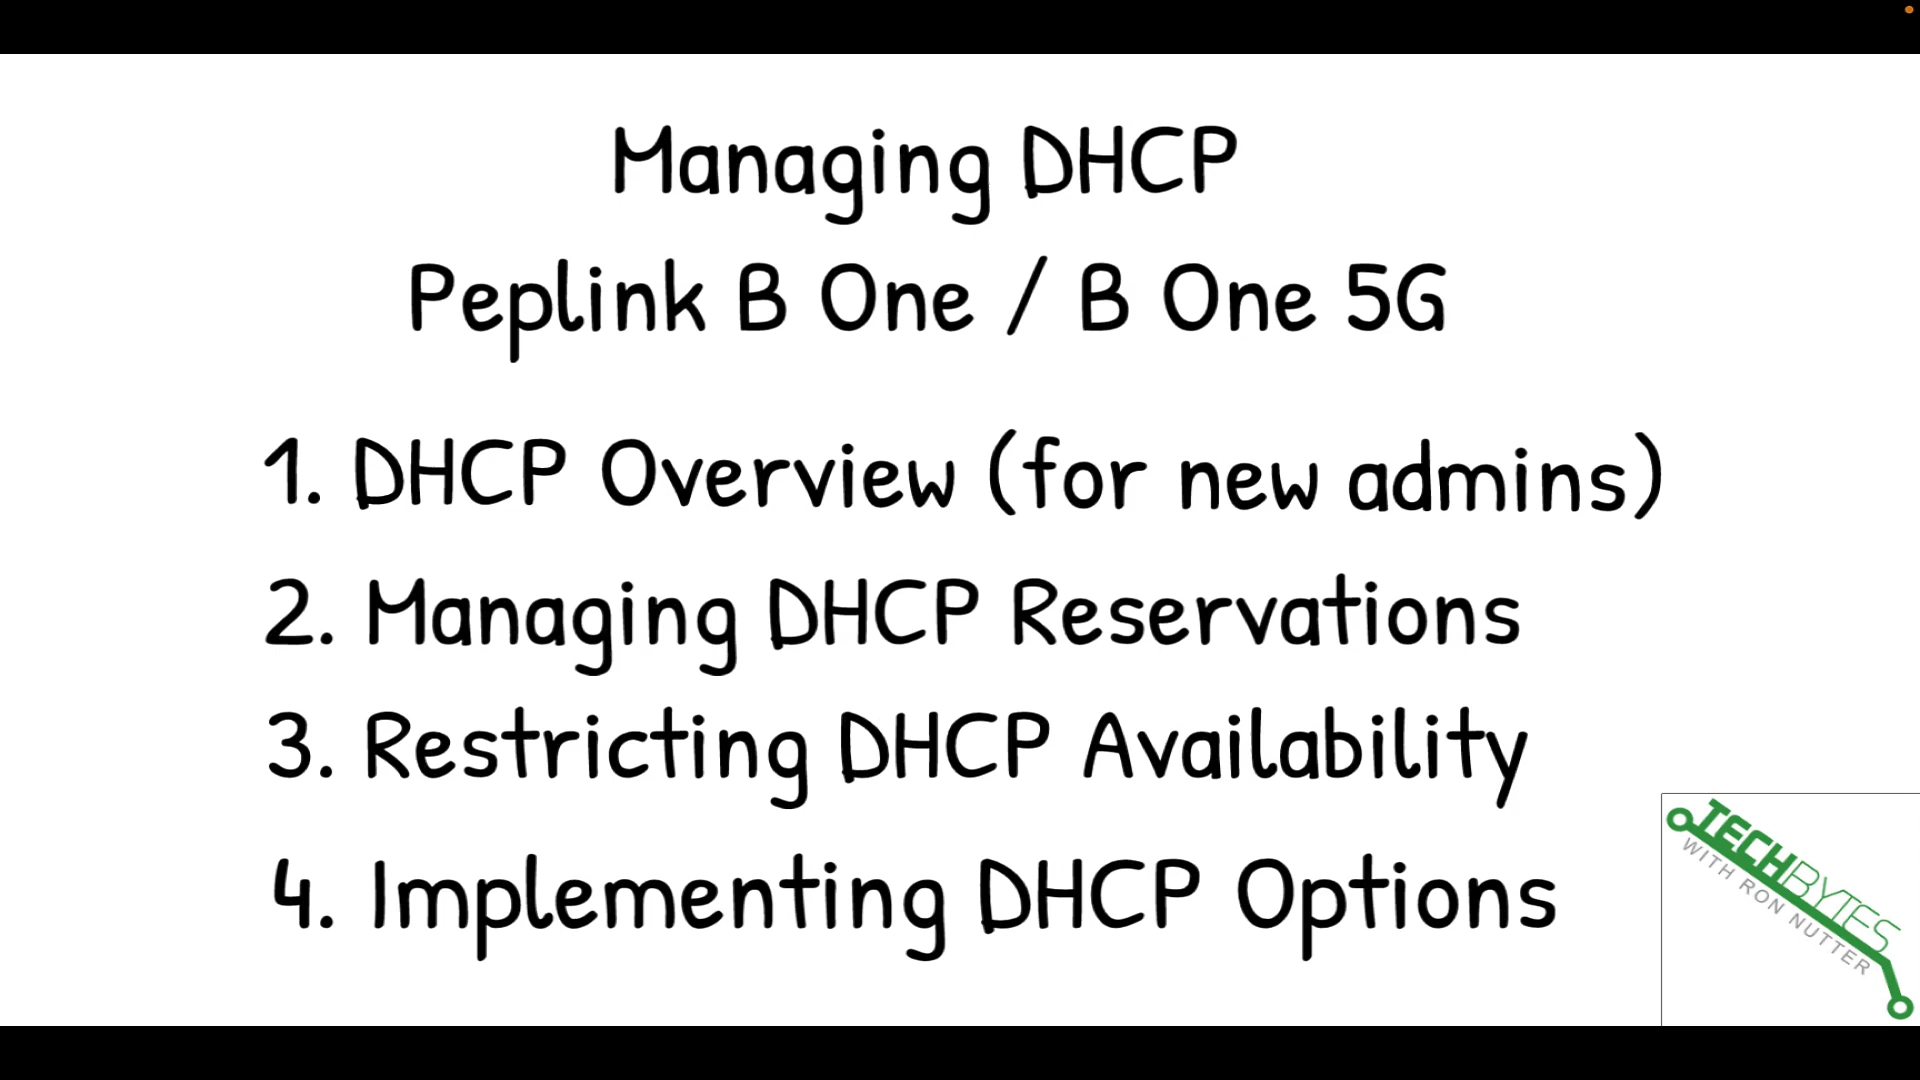 Managing DHCP
Peplink B One / B One 5G
1. DHCP Overview (for new admins)
2. Managing DHCP Reservations
3. Restricting DHCP Availability
4. Implementing DHCP Options
TECHBYTES
WITH RON NUTTER